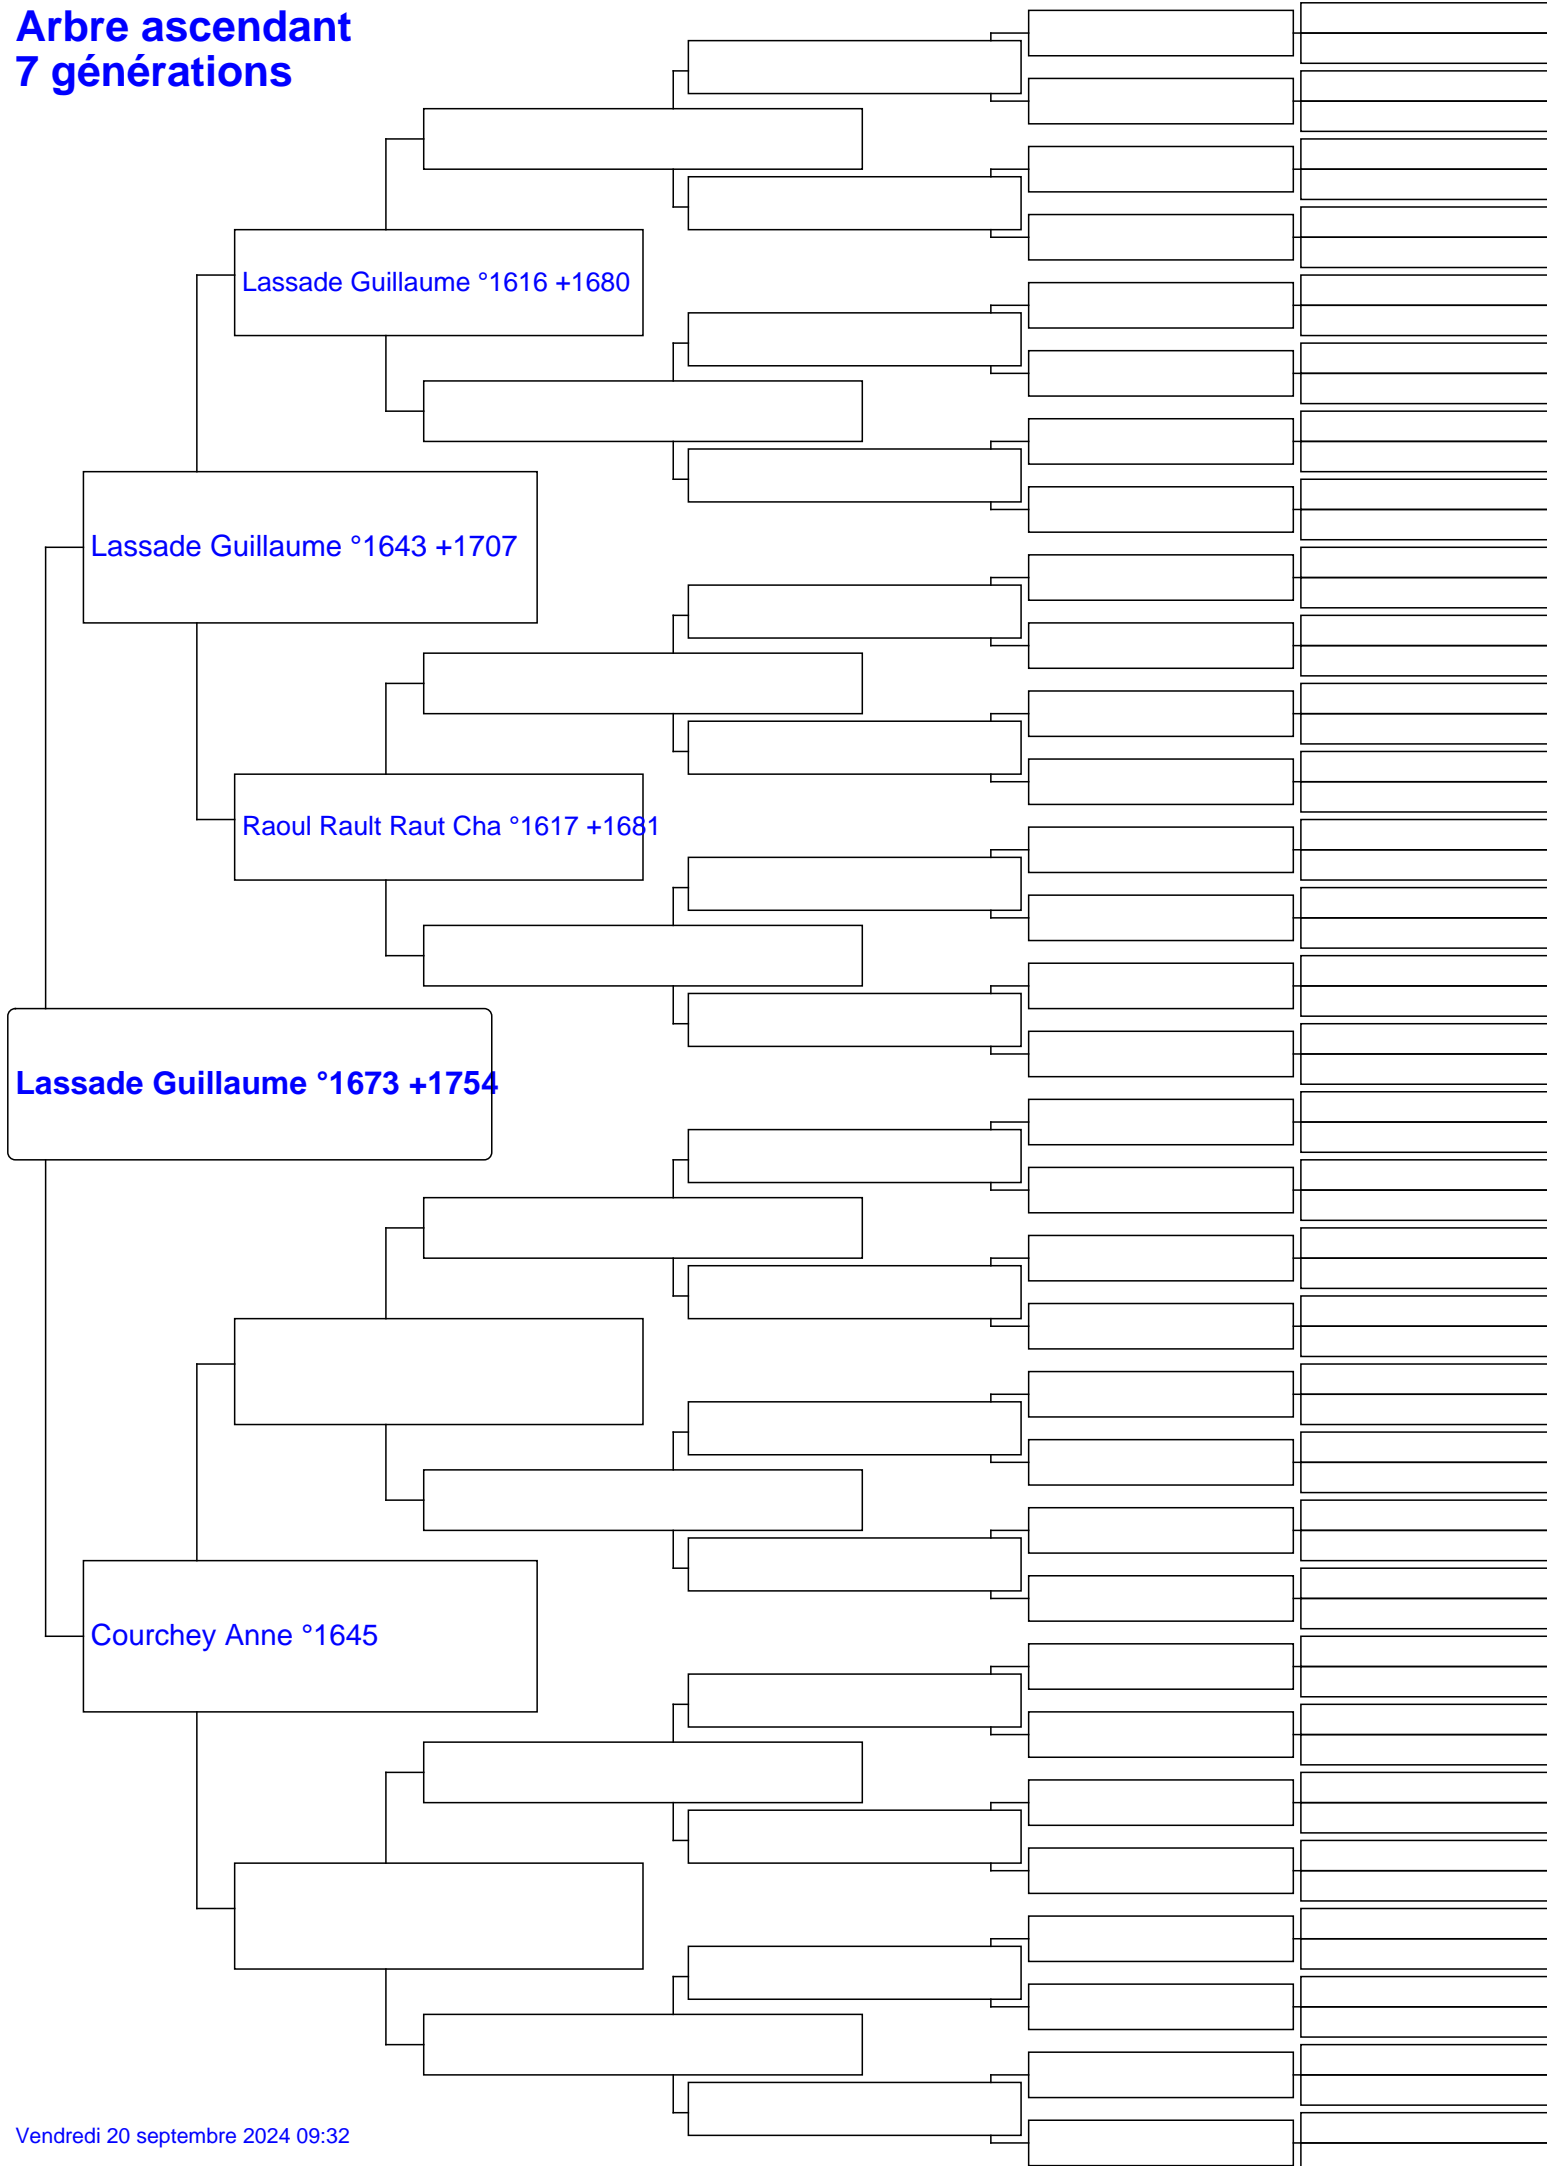 Arbre ascendant
7 générations
Lassade Guillaume °1616 +1680
Lassade Guillaume °1643 +1707
Raoul Rault Raut Cha °1617 +1681
Lassade Guillaume °1673 +1754
Courchey Anne °1645
Vendredi 20 septembre 2024 09:32